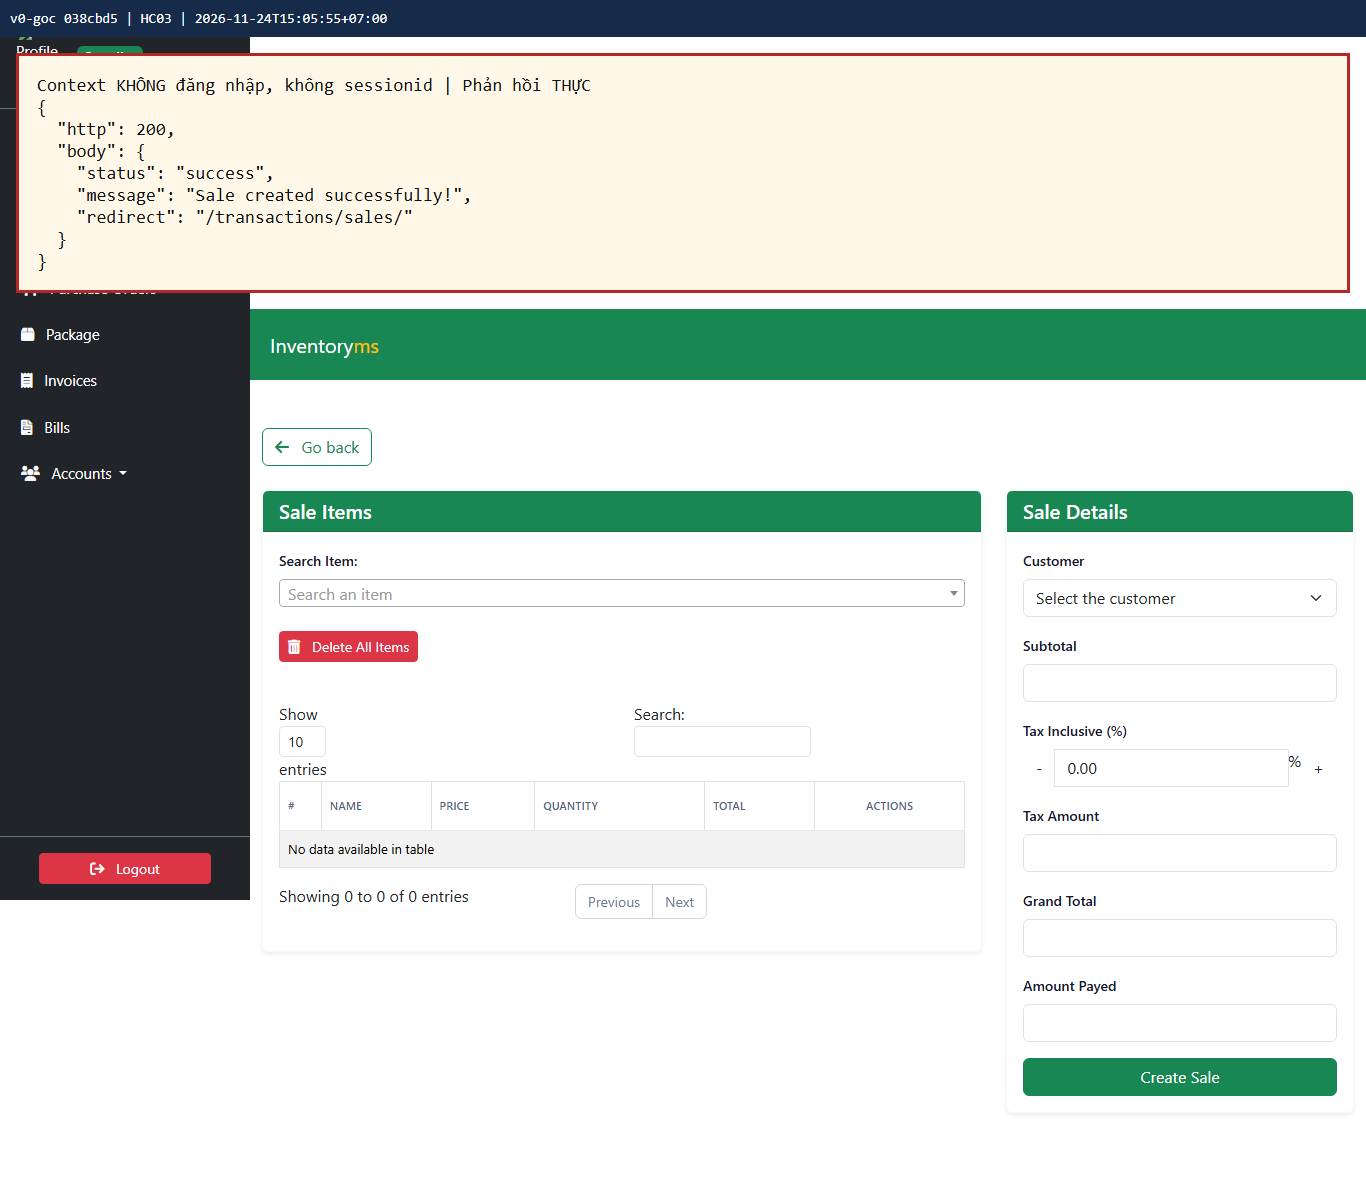 v0-goc 038cbd5 | HC03 | 2026-11-24T15:05:55+07:00
Profile
Context KHÔNG đăng nhập, không sessionid | Phản hồi THỰC
{
"http": 200,
"body": {
"status": "success",
"message": "Sale created successfully!",
"redirect": "/transactions/sales/"
}
}
Package
Invoices
Bills
Accounts
Logout
Inventoryms
Go back
Sale Items
Search Item:
Search an item
Delete All Items
Show
10
entries
Search:
# NAME PRICE QUANTITY TOTAL ACTIONS
No data available in table
Showing 0 to 0 of 0 entries
Previous Next
Sale Details
Customer
Select the customer
Subtotal
Tax Inclusive (%)
- 0.00 % +
Tax Amount
Grand Total
Amount Payed
Create Sale